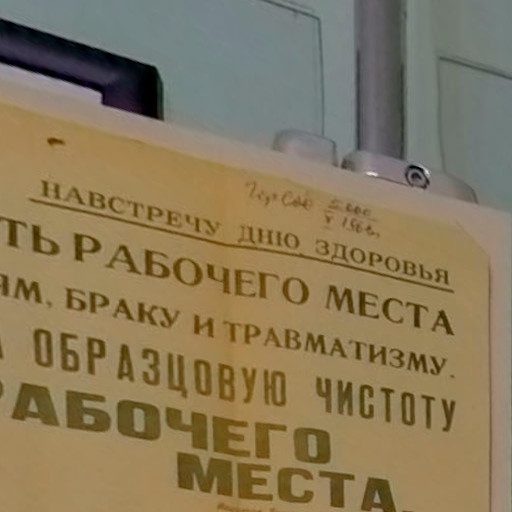 НАВСТРЕЧУ ДНЮ ЗДОРОВЬЯ
ТЬ РАБОЧЕГО МЕСТА
ЯМ, БРАКУ И ТРАВМАТИЗМУ.
ОБРАЗЦОВУЮ ЧИСТОТУ
РАБОЧЕГО
МЕСТА.